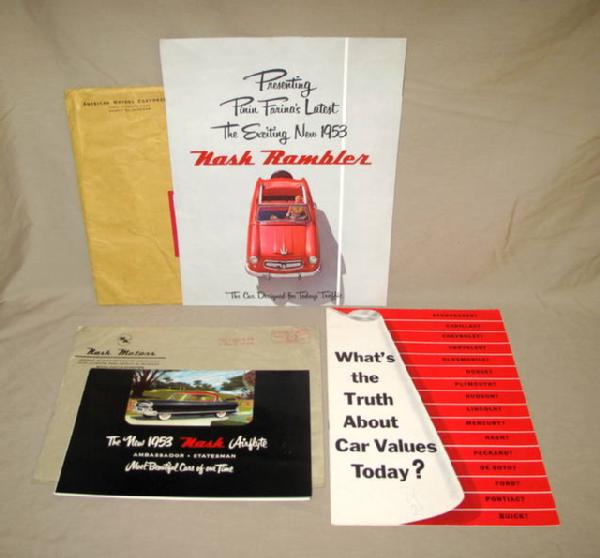 AMERICAN MOTORS CORPORA
Presenting
Pinin Farina's Latest
The Exciting New 1953
Nash Rambler
The Car Designed for Todays Traffic
Nash Motors
The New 1953 Nash Airflyte
AMBASSADOR • STATESMAN
Most Beautiful Cars of our Time
What's
the
Truth
About
Car Values
Today?
STUDEBAKER?
CADILLAC?
CHEVROLET?
CHRYSLER?
OLDSMOBILE?
DODGE?
PLYMOUTH?
HUDSON?
LINCOLN?
MERCURY?
NASH?
PACKARD?
DE SOTO?
FORD?
PONTIAC?
BUICK?